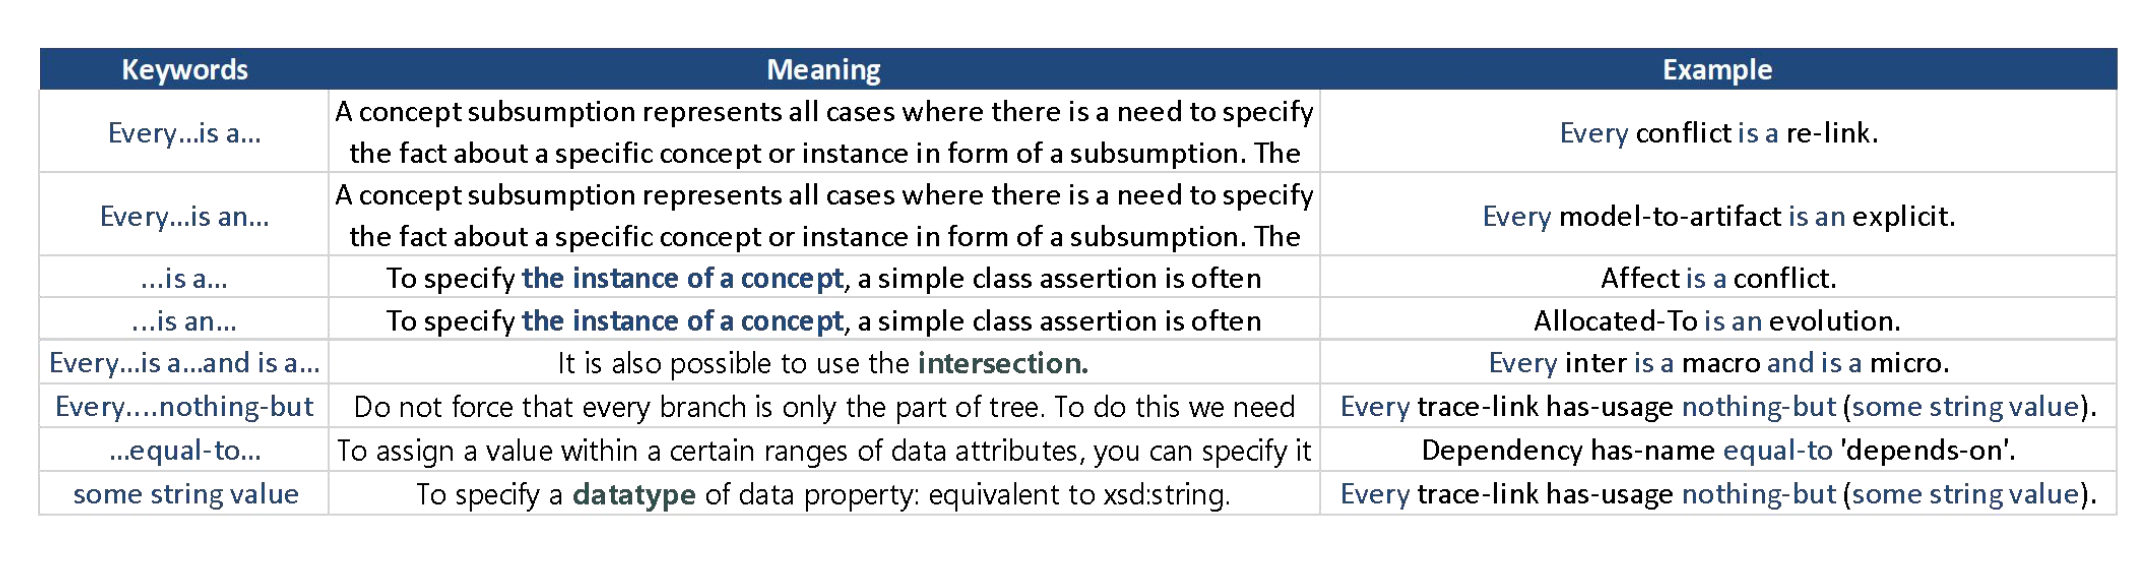 Keywords Meaning Example
Every...is a... A concept subsumption represents all cases where there is a need to specify
the fact about a specific concept or instance in form of a subsumption. The Every conflict is a re-link.
Every...is an... A concept subsumption represents all cases where there is a need to specify
the fact about a specific concept or instance in form of a subsumption. The Every model-to-artifact is an explicit.
...is a... To specify the instance of a concept, a simple class assertion is often Affect is a conflict.
...is an... To specify the instance of a concept, a simple class assertion is often Allocated-To is an evolution.
Every...is a...and is a... It is also possible to use the intersection. Every inter is a macro and is a micro.
Every....nothing-but Do not force that every branch is only the part of tree. To do this we need Every trace-link has-usage nothing-but (some string value).
...equal-to... To assign a value within a certain ranges of data attributes, you can specify it Dependency has-name equal-to 'depends-on'.
some string value To specify a datatype of data property: equivalent to xsd:string. Every trace-link has-usage nothing-but (some string value).